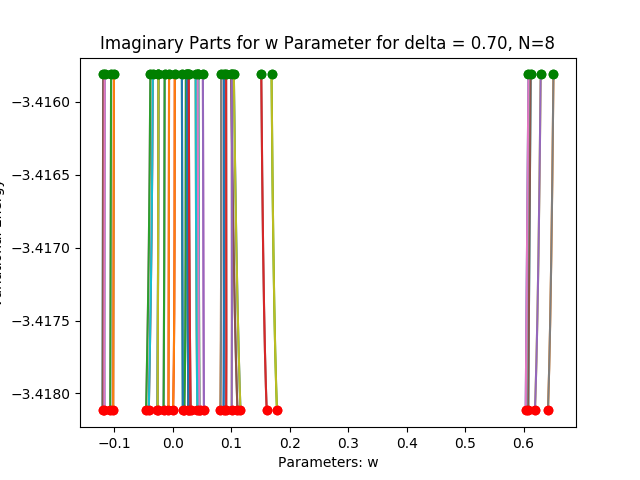 Imaginary Parts for w Parameter for delta = 0.70, N=8
−3.4160
−3.4165
−3.4170
−3.4175
−3.4180
−0.1 0.0 0.1 0.2 0.3 0.4 0.5 0.6
Parameters: w